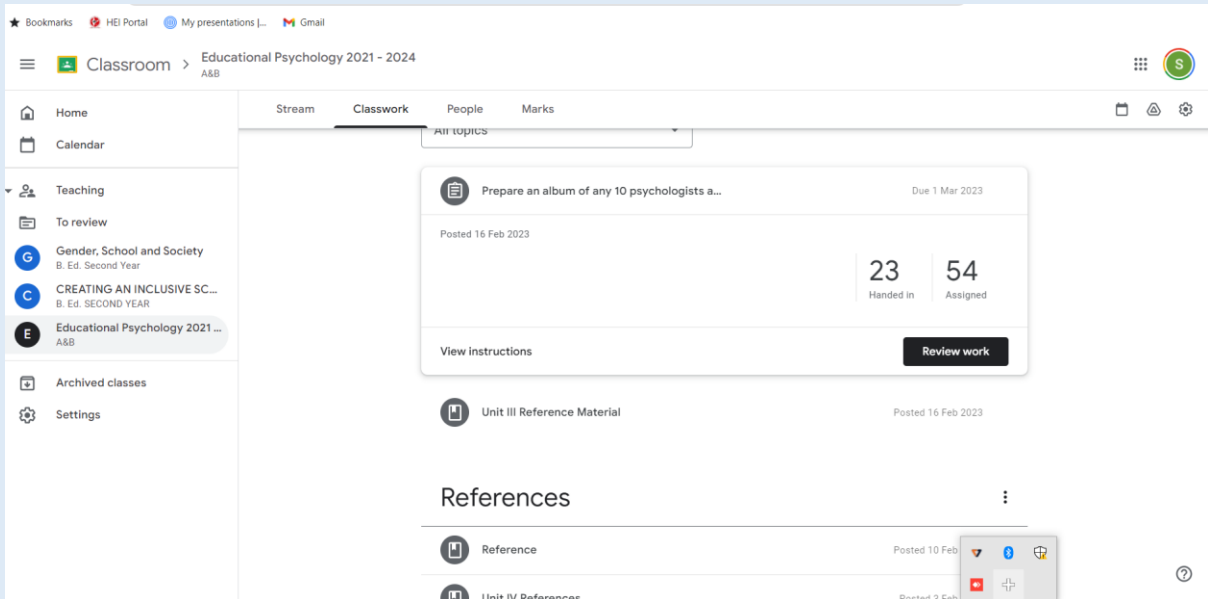 Bookmarks HEI Portal My presentations |... Gmail
Classroom > Educational Psychology 2021 - 2024
A&B
S
Home
Calendar
Teaching
To review
G Gender, School and Society
B. Ed. Second Year
C CREATING AN INCLUSIVE SC...
B. Ed. SECOND YEAR
E Educational Psychology 2021 ...
A&B
Archived classes
Settings
Stream Classwork People Marks
All topics
Prepare an album of any 10 psychologists a... Due 1 Mar 2023
Posted 16 Feb 2023
23 54
Handed in Assigned
View instructions Review work
Unit III Reference Material Posted 16 Feb 2023
References
Reference Posted 10 Feb
Unit IV References Posted 3 Feb